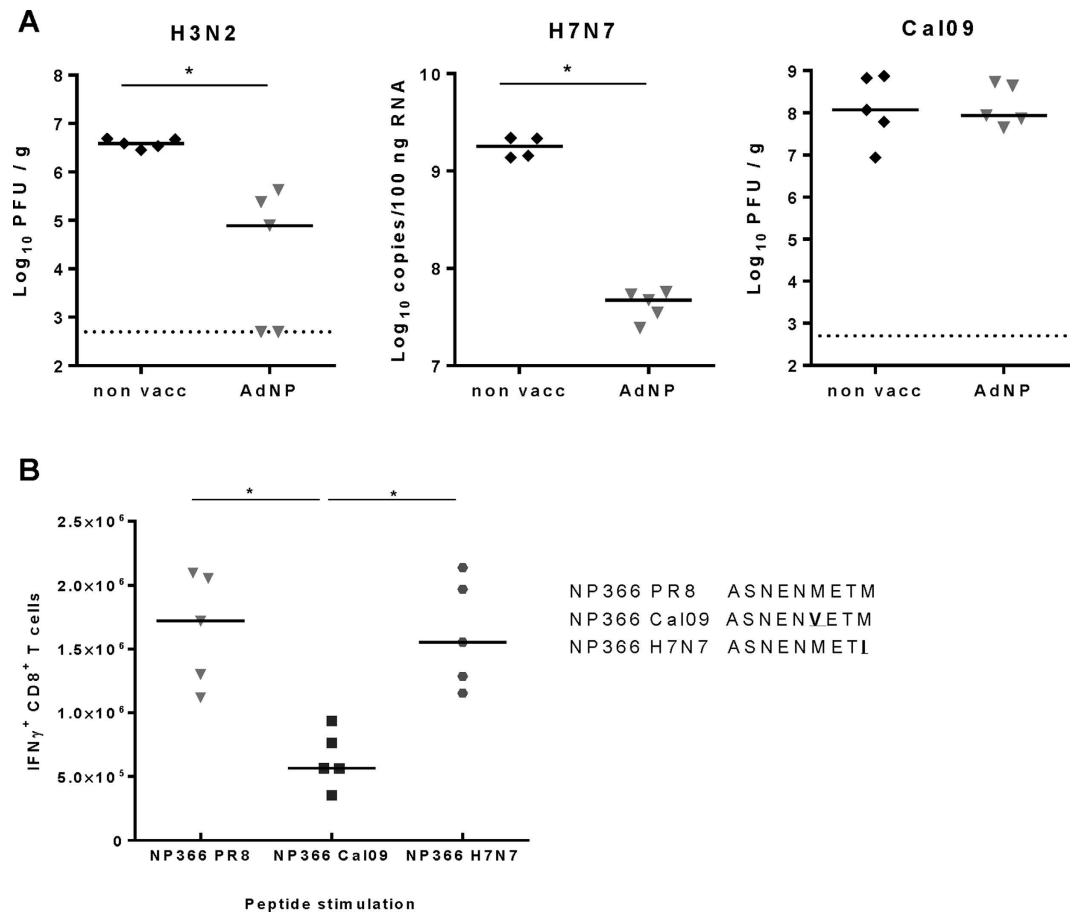 A
H3N2
H7N7
Cal09
*
*
Log10 PFU / g
8
7
6
5
4
3
2
non vacc AdNP
Log10 copies/100 ng RNA
10
9
8
7
non vacc AdNP
Log10 PFU / g
9
8
7
6
5
4
3
2
non vacc AdNP
B
*
*
IFNγ+ CD8+ T cells
2.5×10^6
2.0×10^6
1.5×10^6
1.0×10^6
5.0×10^5
0
NP366 PR8 NP366 Cal09 NP366 H7N7
Peptide stimulation
NP366 PR8 ASNENMETM
NP366 Cal09 ASNENVETM
NP366 H7N7 ASNENMETI